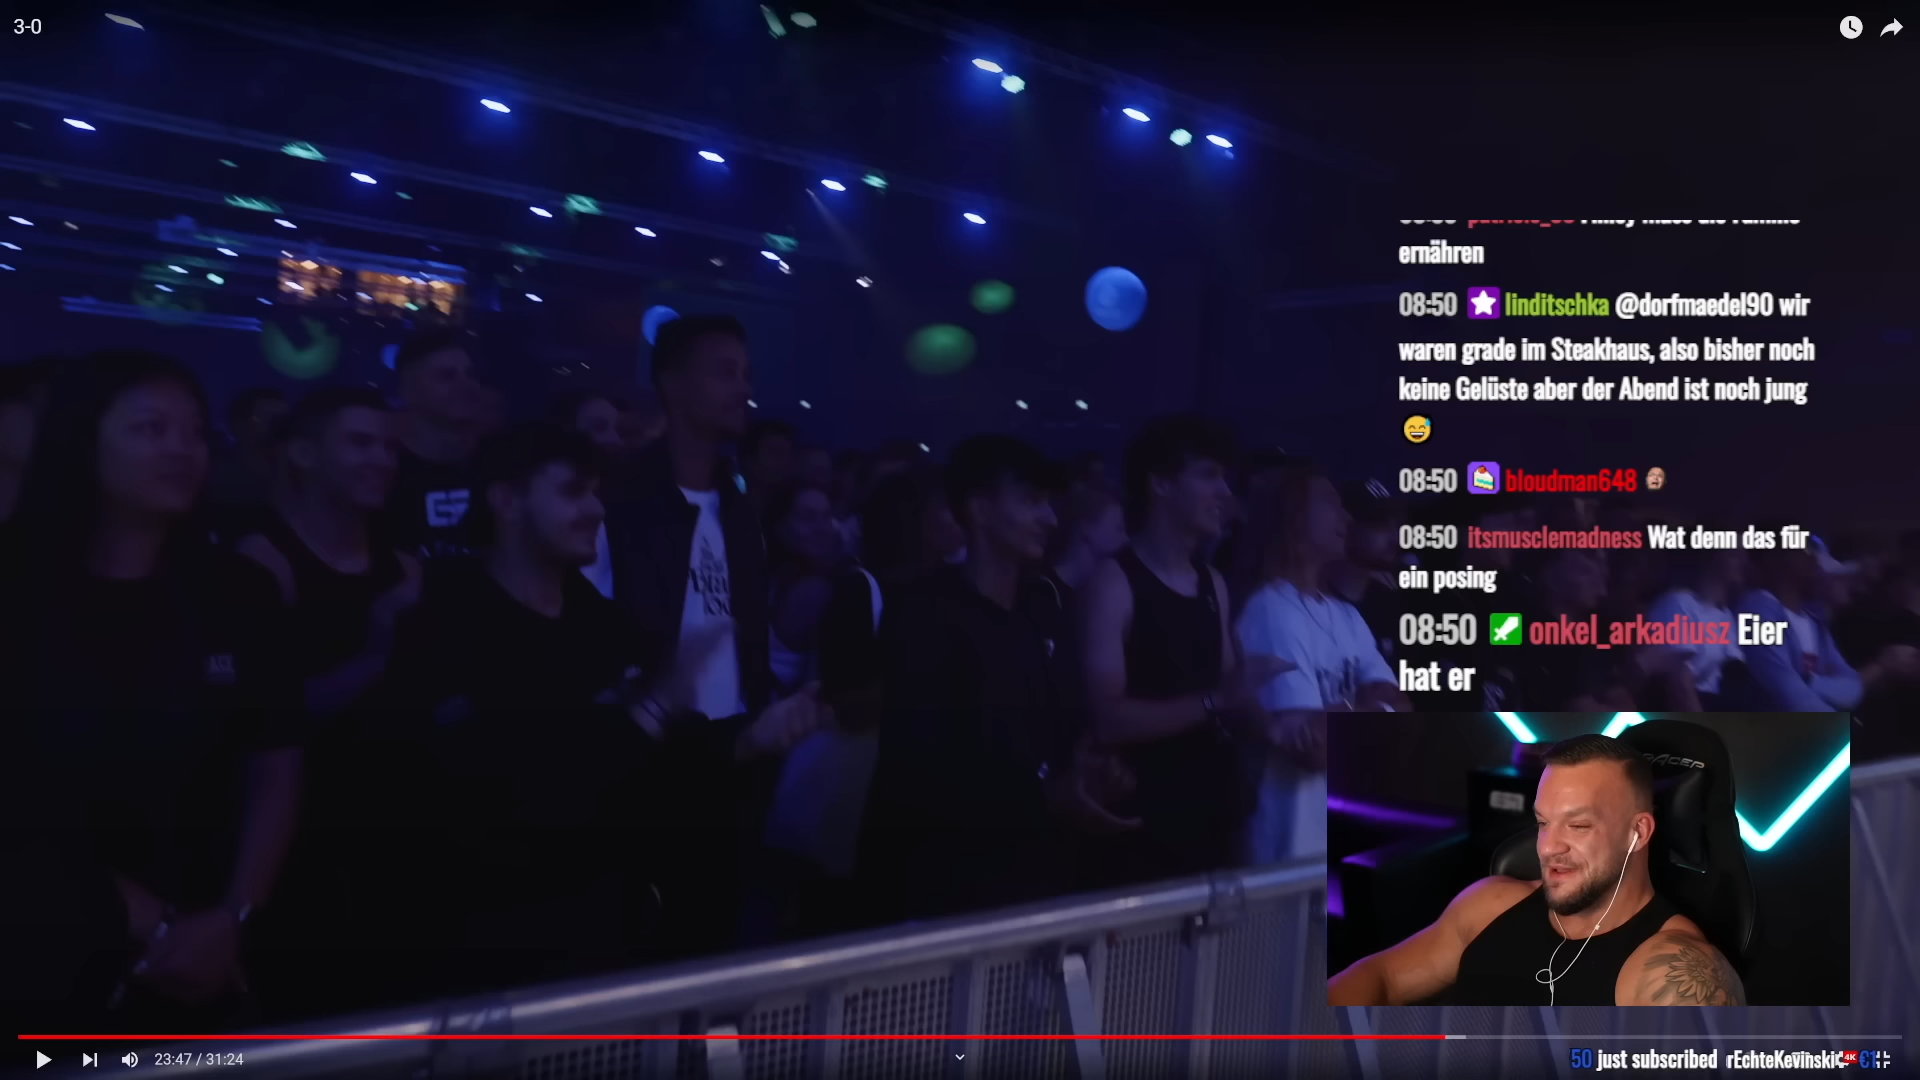 3-0
ernähren
08:50 linditschka @dorfmaedel90 wir
waren grade im Steakhaus, also bisher noch
keine Gelüste aber der Abend ist noch jung
08:50 bloudman648
08:50 itsmusclemadness Wat denn das für
ein posing
08:50 onkel_arkadiusz Eier
hat er
ESN
23:47 / 31:24
50 just subscribed
4K